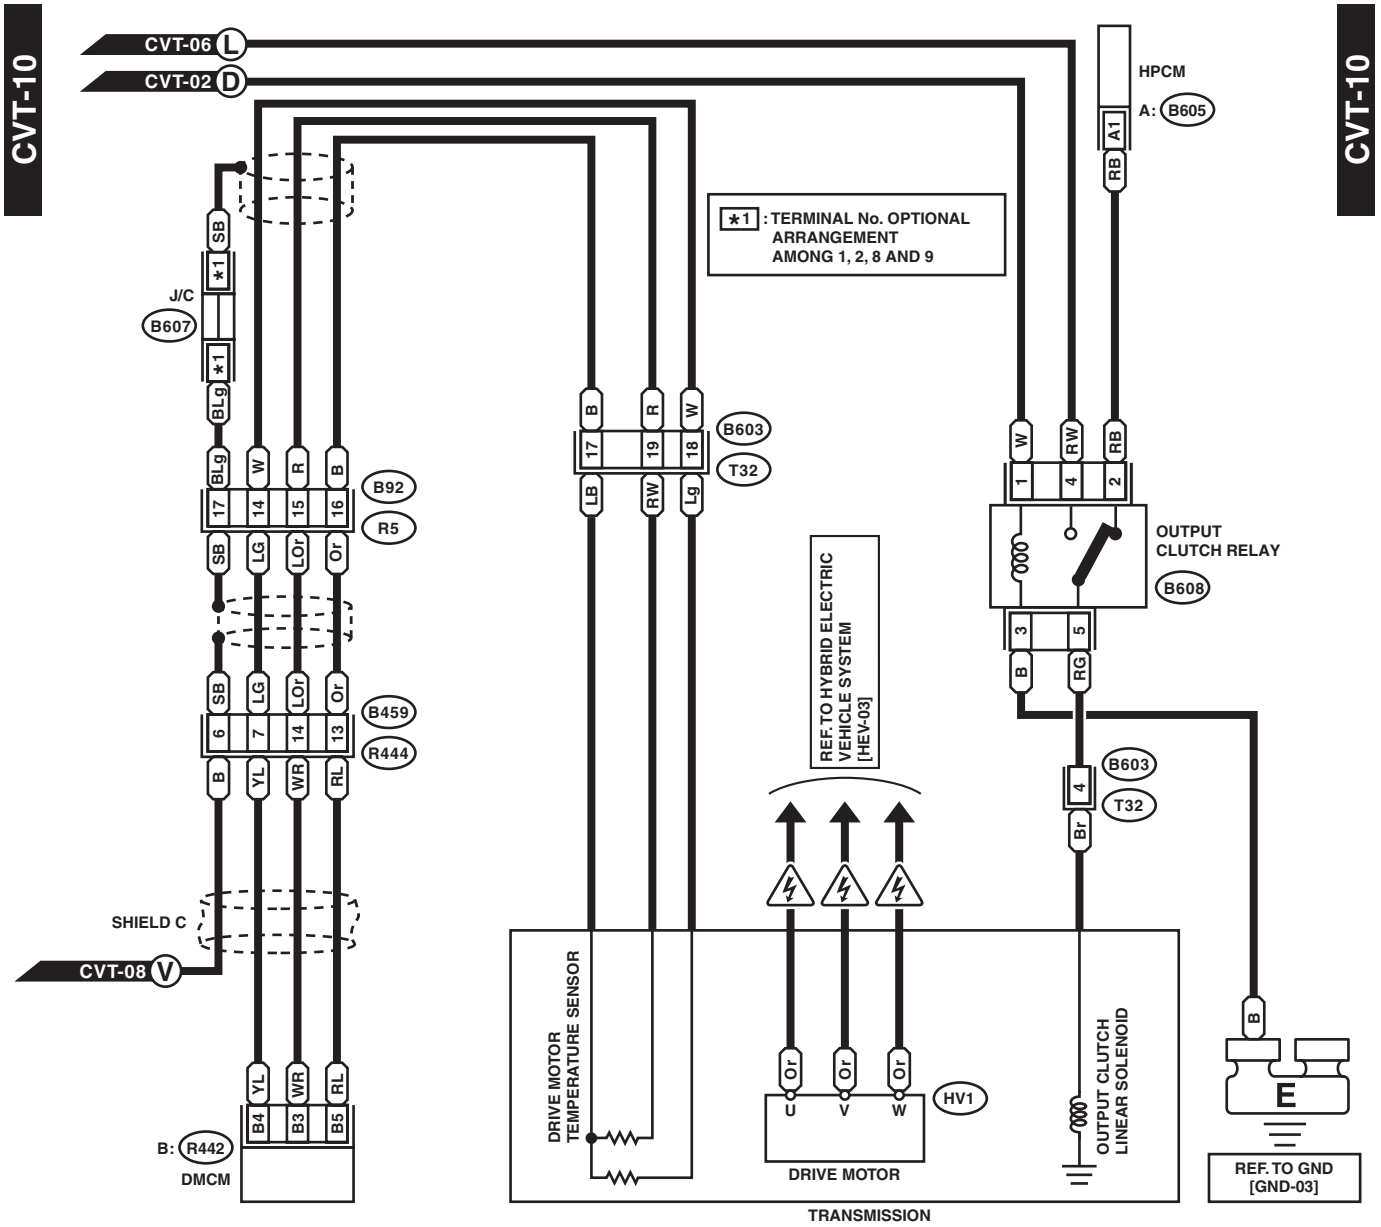 CVT-10
CVT-10
CVT-06 L
CVT-02 D
HPCM
A: B605
A1
RB
*1 : TERMINAL No. OPTIONAL
ARRANGEMENT
AMONG 1, 2, 8 AND 9
SB
*1
J/C
B607
*1
BLg
BLg W R B
17 14 15 16
B92
R5
SB LG LOr Or
B R W
17 19 18
B603
T32
LB RW Lg
W RW RB
1 4 2
OUTPUT
CLUTCH RELAY
B608
3 5
B RG
REF. TO HYBRID ELECTRIC
VEHICLE SYSTEM
[HEV-03]
SB LG LOr Or
6 7 14 13
B459
R444
B YL WR RL
4
B603
T32
Br
SHIELD C
CVT-08 V
YL WR RL
B4 B3 B5
B: R442
DMCM
DRIVE MOTOR
TEMPERATURE SENSOR
Or Or Or
U V W
HV1
DRIVE MOTOR
OUTPUT CLUTCH
LINEAR SOLENOID
B
E
REF. TO GND
[GND-03]
TRANSMISSION